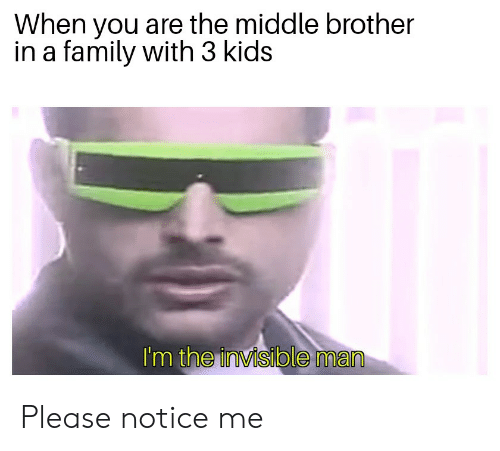 When you are the middle brother
in a family with 3 kids
I'm the invisible man
Please notice me